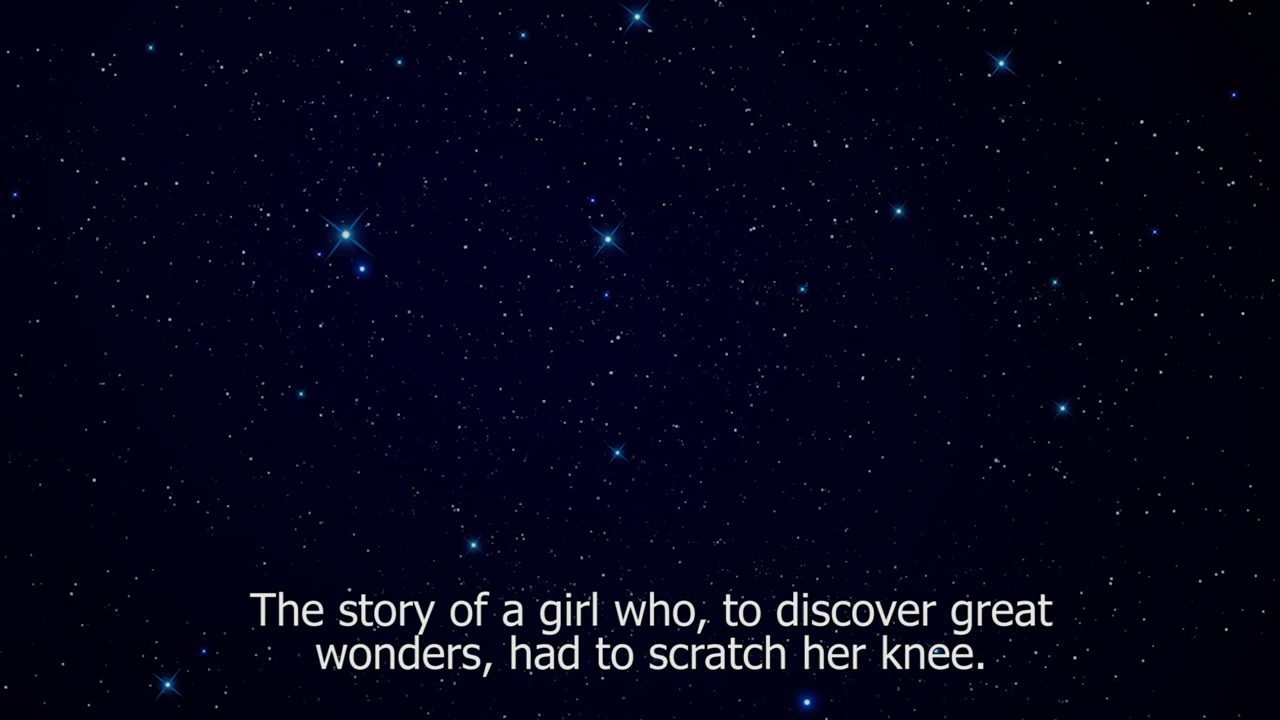 The story of a girl who, to discover great
wonders, had to scratch her knee.